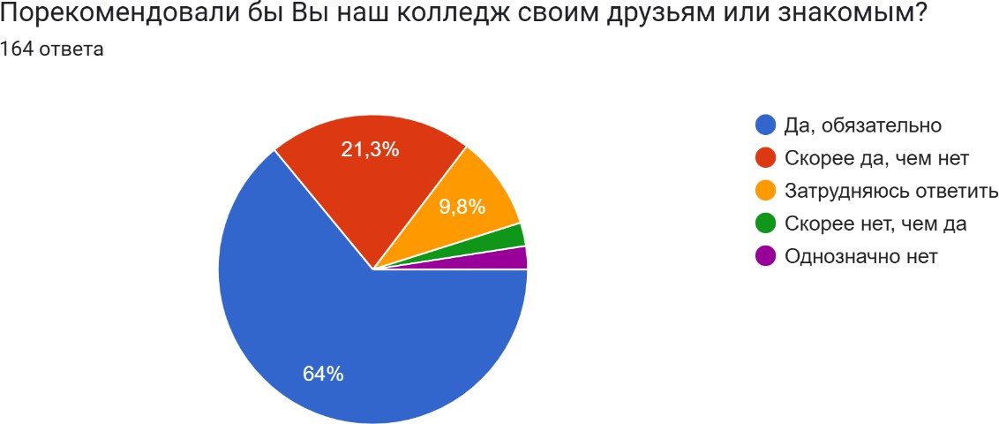 Порекомендовали бы Вы наш колледж своим друзьям или знакомым?
164 ответа
21,3%
9,8%
64%
Да, обязательно
Скорее да, чем нет
Затрудняюсь ответить
Скорее нет, чем да
Однозначно нет